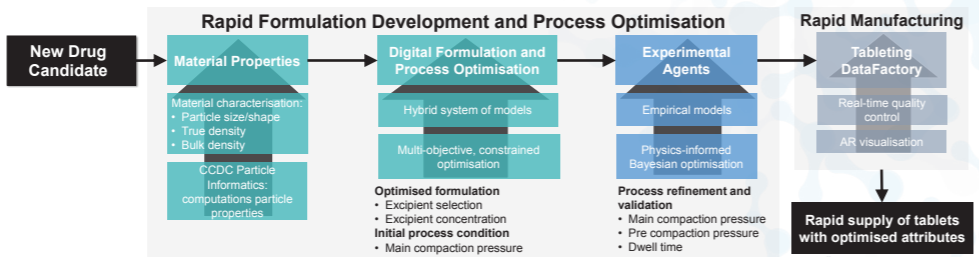 Rapid Formulation Development and Process Optimisation
Rapid Manufacturing
New Drug
Candidate
Material Properties
Material characterisation:
• Particle size/shape
• True density
• Bulk density
CCDC Particle
Informatics:
computations particle
properties
Digital Formulation and
Process Optimisation
Hybrid system of models
Multi-objective, constrained
optimisation
Optimised formulation
• Excipient selection
• Excipient concentration
Initial process condition
• Main compaction pressure
Experimental
Agents
Empirical models
Physics-informed
Bayesian optimisation
Process refinement and
validation
• Main compaction pressure
• Pre compaction pressure
• Dwell time
Tableting
DataFactory
Real-time quality
control
AR visualisation
Rapid supply of tablets
with optimised attributes